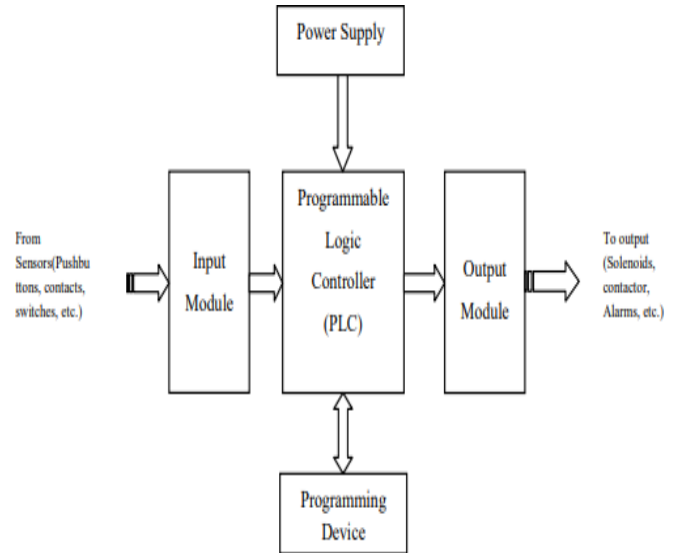 Power Supply
From
Sensors(Pushbu
ttons, contacts,
switches, etc.)
Input
Module
Programmable
Logic
Controller
(PLC)
Output
Module
To output
(Solenoids,
contactor,
Alarms, etc.)
Programming
Device